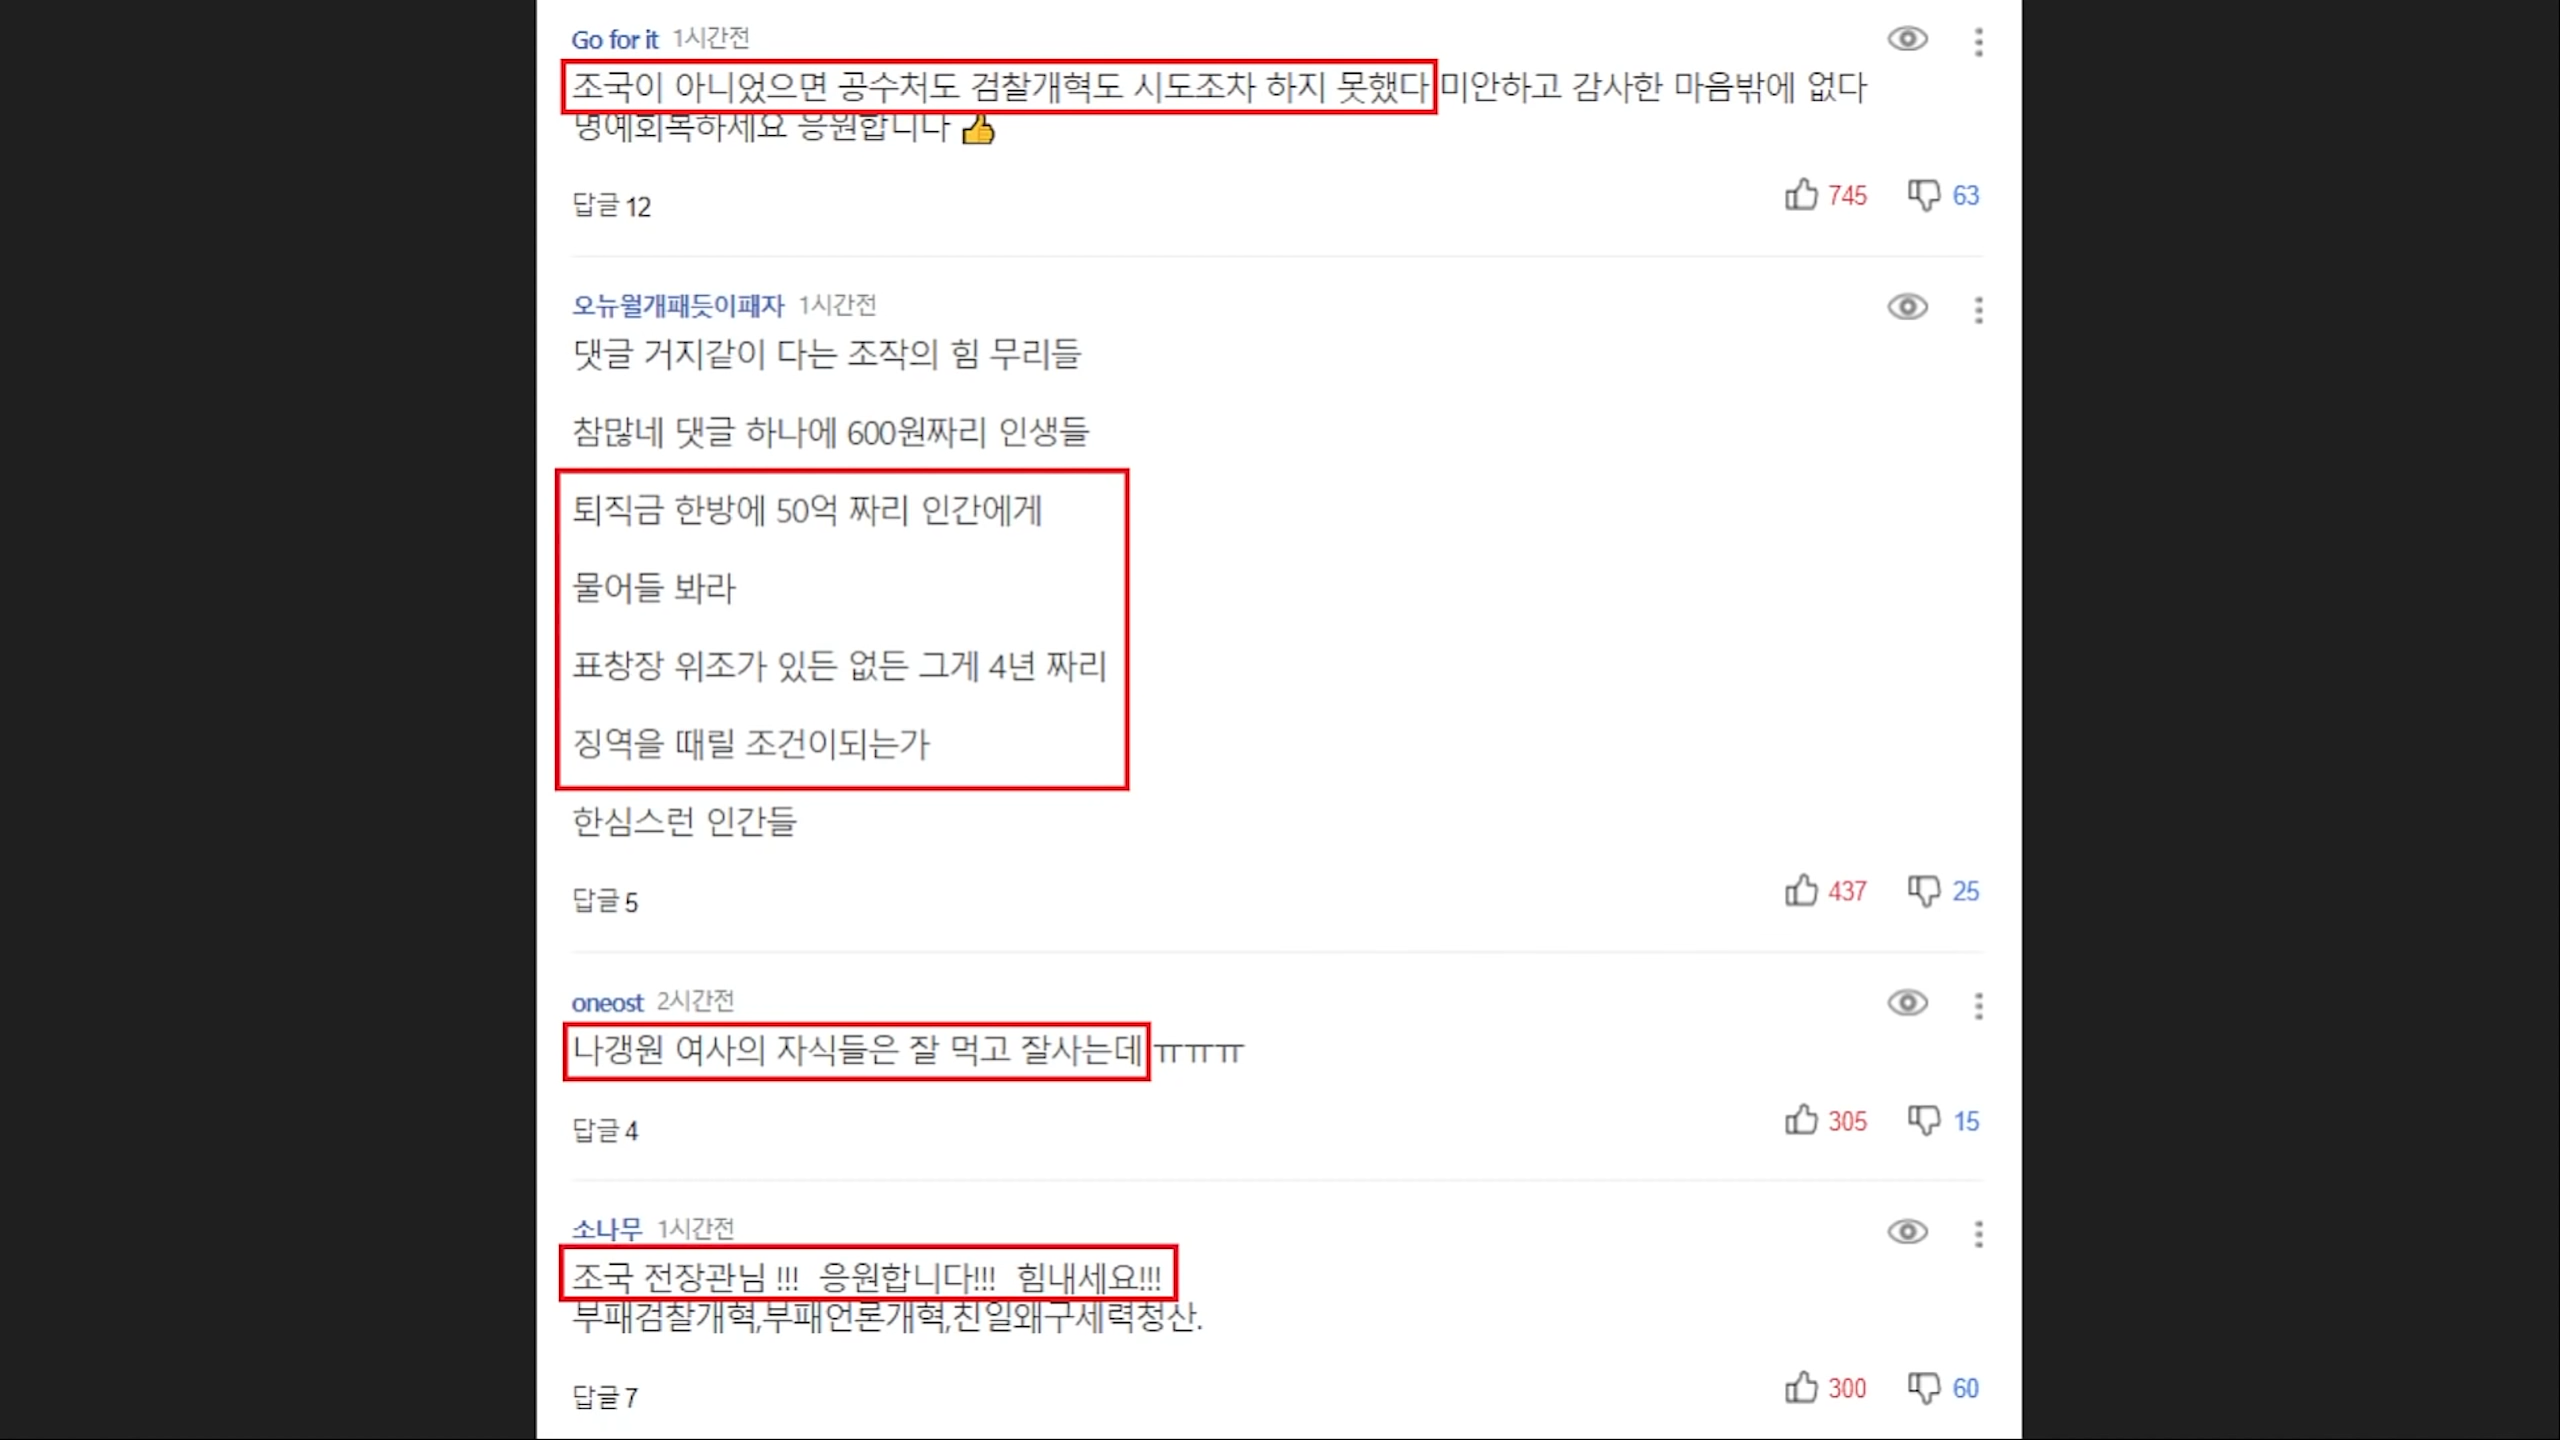 Go for it 1시간전
조국이 아니었으면 공수처도 검찰개혁도 시도조차 하지 못했다 미안하고 감사한 마음밖에 없다
명예회복하세요 응원합니다 👍
답글 12
745 63
오뉴월개패듯이패자 1시간전
댓글 거지같이 다는 조작의 힘 무리들
참많네 댓글 하나에 600원짜리 인생들
퇴직금 한방에 50억 짜리 인간에게
물어들 봐라
표창장 위조가 있든 없든 그게 4년 짜리
징역을 때릴 조건이되는가
한심스런 인간들
답글 5
437 25
oneost 2시간전
나갱원 여사의 자식들은 잘 먹고 잘사는데 ㅠㅠㅠ
답글 4
305 15
소나무 1시간전
조국 전장관님 !!! 응원합니다!!! 힘내세요!!!
부패검찰개혁,부패언론개혁,친일왜구세력청산.
답글 7
300 60